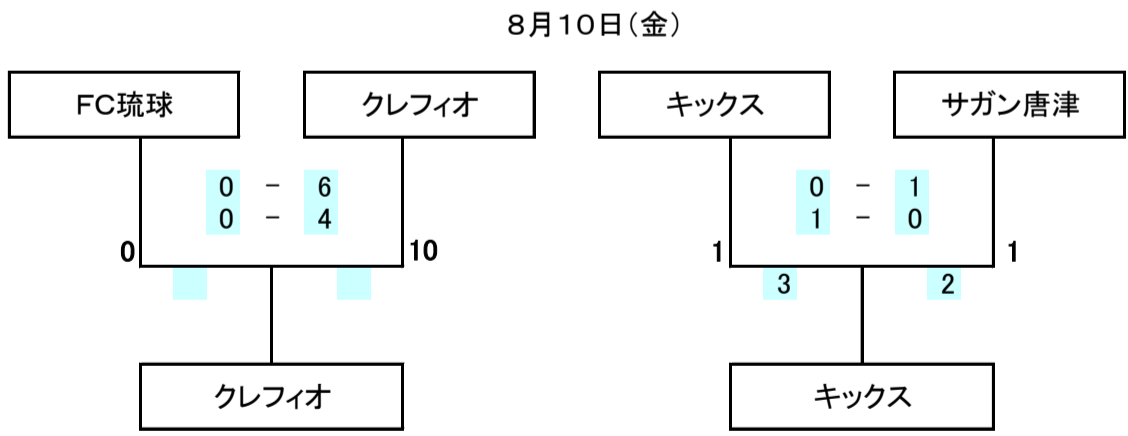 ８月１０日（金）
ＦＣ琉球 クレフィオ キックス サガン唐津
0 - 6 0 - 1
0 - 4 1 - 0
0 10 1 1
3 2
クレフィオ キックス